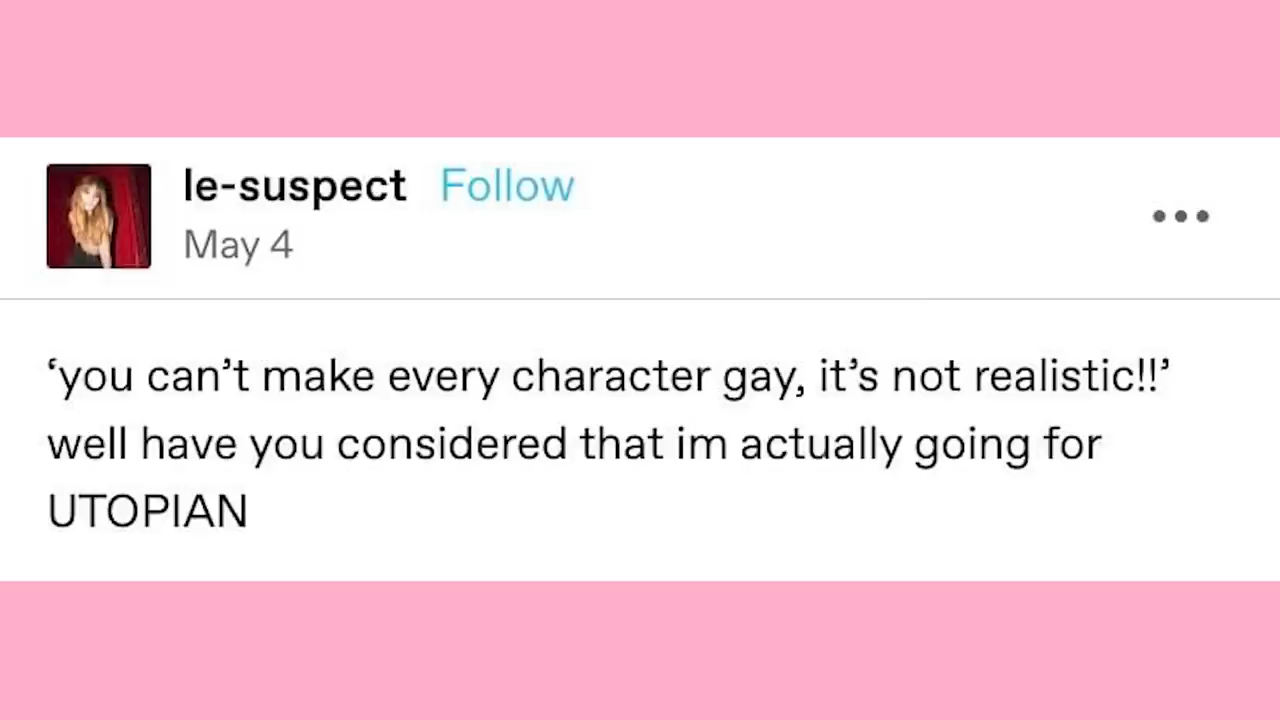 le-suspect Follow
May 4
‘you can’t make every character gay, it’s not realistic!!’
well have you considered that im actually going for
UTOPIAN